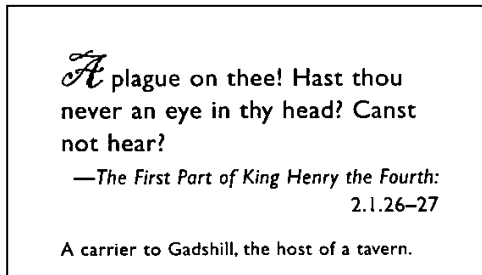 A plague on thee! Hast thou
never an eye in thy head? Canst
not hear?
—The First Part of King Henry the Fourth:
2.1.26–27
A carrier to Gadshill, the host of a tavern.